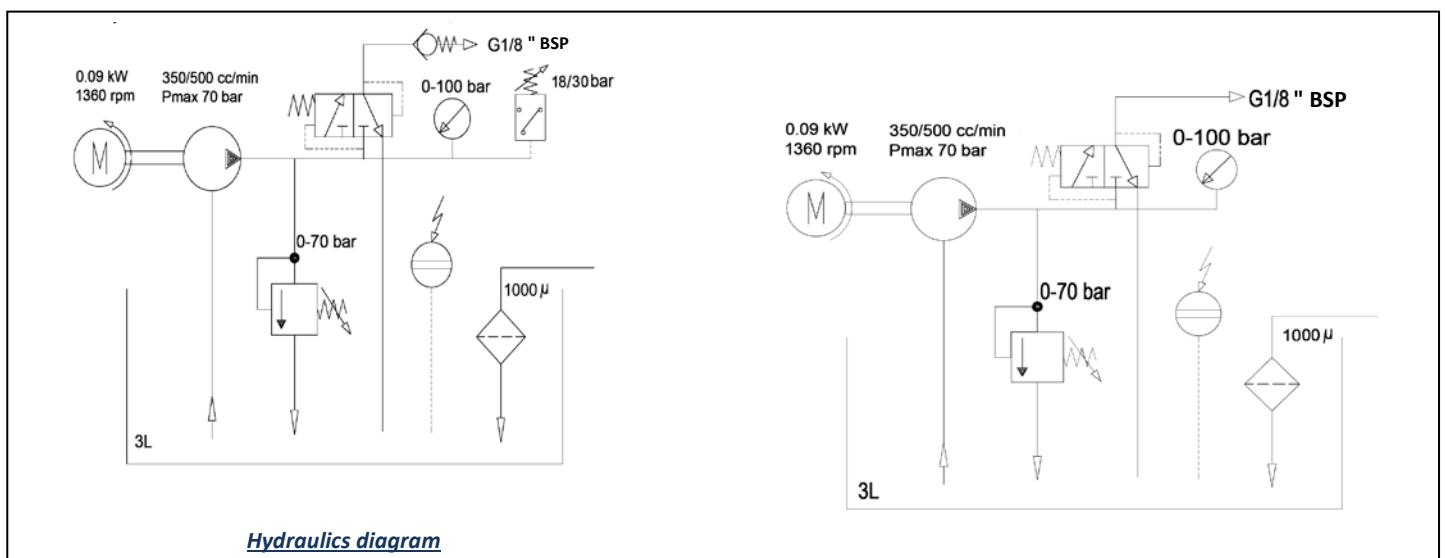 G1/8 " BSP
0.09 kW
1360 rpm
350/500 cc/min
Pmax 70 bar
0-100 bar
18/30 bar
M
0-70 bar
1000 µ
3L
Hydraulics diagram
G1/8 " BSP
0.09 kW
1360 rpm
350/500 cc/min
Pmax 70 bar
0-100 bar
M
0-70 bar
1000 µ
3L